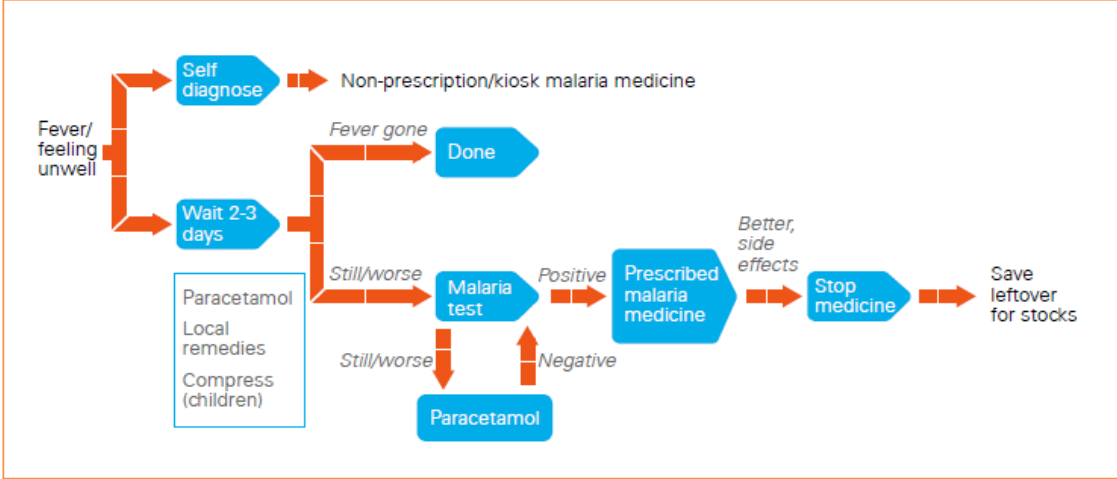 Self
diagnose
Non-prescription/kiosk malaria medicine
Fever/
feeling
unwell
Fever gone
Done
Wait 2-3
days
Still/worse
Malaria
test
Positive
Prescribed
malaria
medicine
Better,
side
effects
Stop
medicine
Save
leftover
for stocks
Paracetamol
Local
remedies
Compress
(children)
Still/worse
Negative
Paracetamol